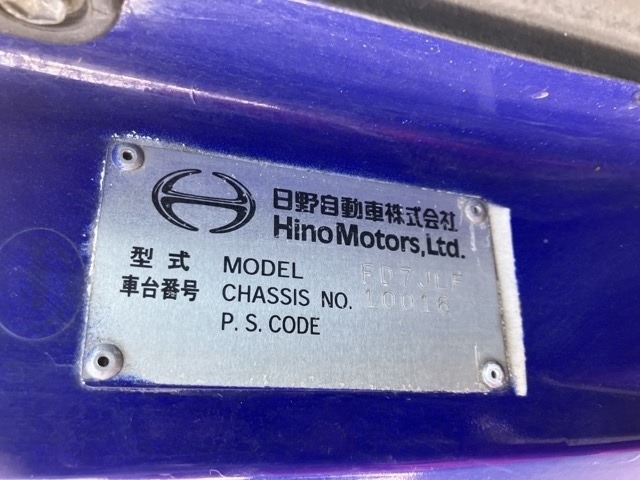 日野自動車株式会社
Hino Motors, Ltd.
型式 MODEL FD7JLF
車台番号 CHASSIS NO. 10016
P.S.CODE